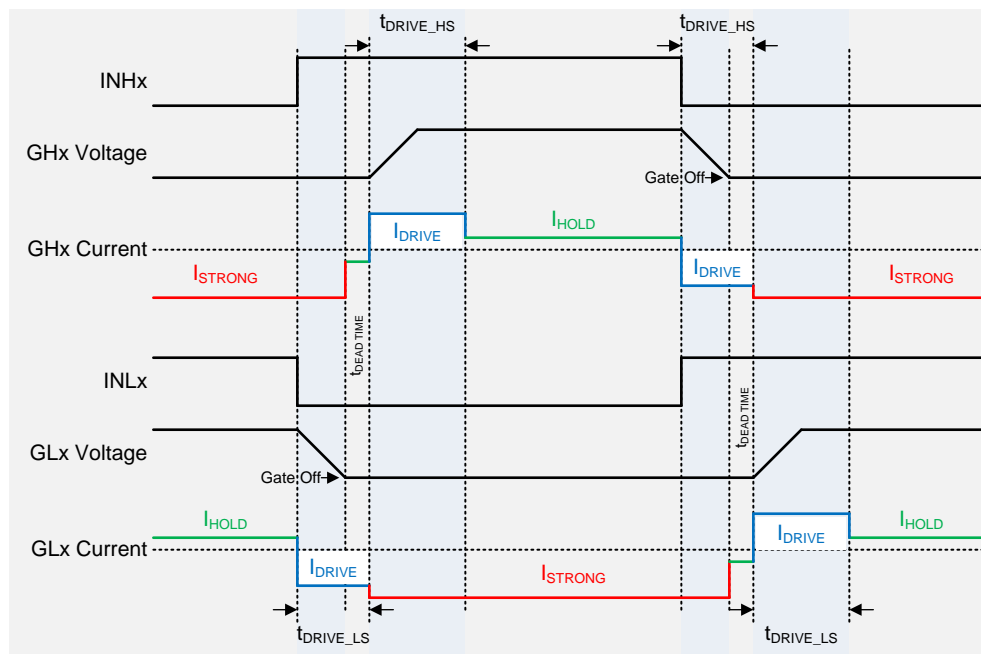 tDRIVE_HS
tDRIVE_HS
INHx
GHx Voltage
Gate Off
IDRIVE
IHOLD
GHx Current
ISTRONG
IDRIVE
ISTRONG
tDEAD TIME
INLx
tDEAD TIME
GLx Voltage
Gate Off
IHOLD
IHOLD
GLx Current
IDRIVE
IDRIVE
ISTRONG
tDRIVE_LS
tDRIVE_LS